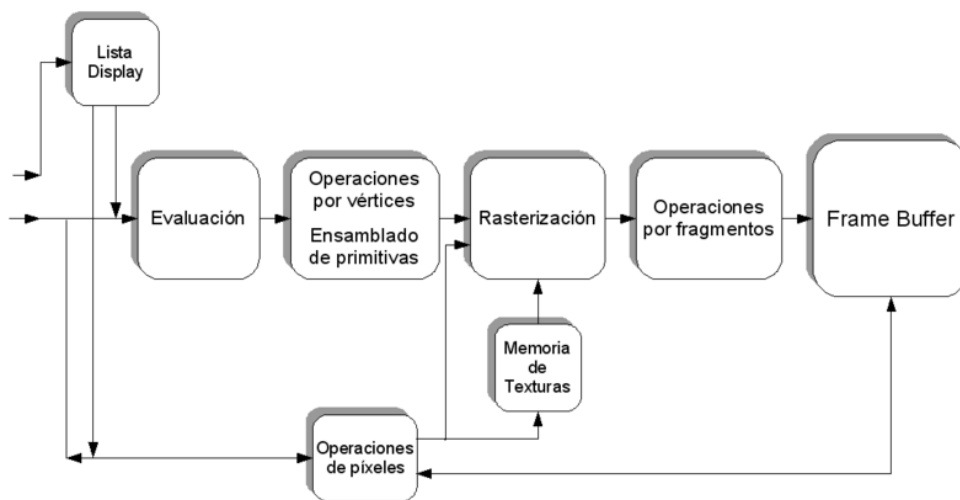 Lista
Display
Evaluación
Operaciones
por vértices
Ensamblado
de primitivas
Rasterización
Operaciones
por fragmentos
Frame Buffer
Memoria
de
Texturas
Operaciones
de píxeles